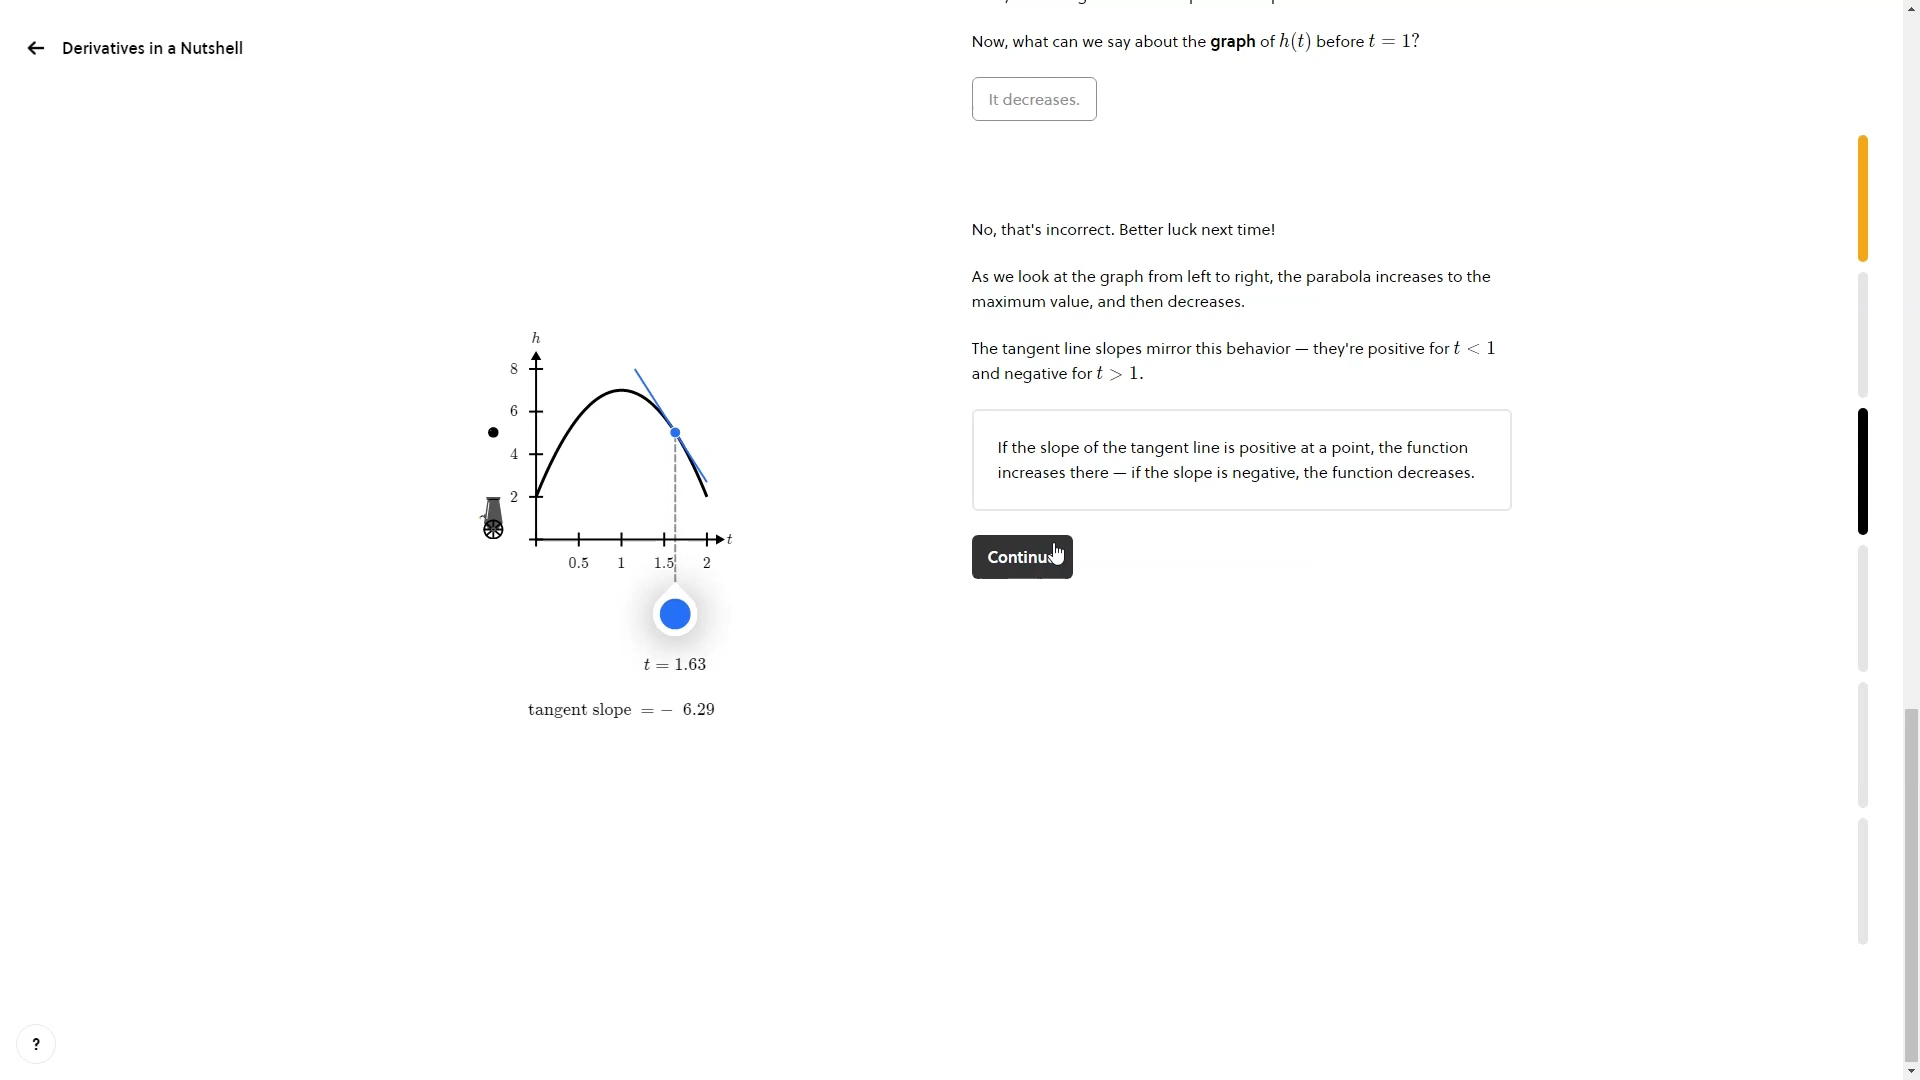 Derivatives in a Nutshell
Now, what can we say about the graph of h(t) before t = 1?
It decreases.
No, that's incorrect. Better luck next time!
As we look at the graph from left to right, the parabola increases to the
maximum value, and then decreases.
The tangent line slopes mirror this behavior — they're positive for t < 1
and negative for t > 1.
If the slope of the tangent line is positive at a point, the function
increases there — if the slope is negative, the function decreases.
Continue
h
8
6
4
2
t
0.5 1 1.5 2
t = 1.63
tangent slope = − 6.29
?